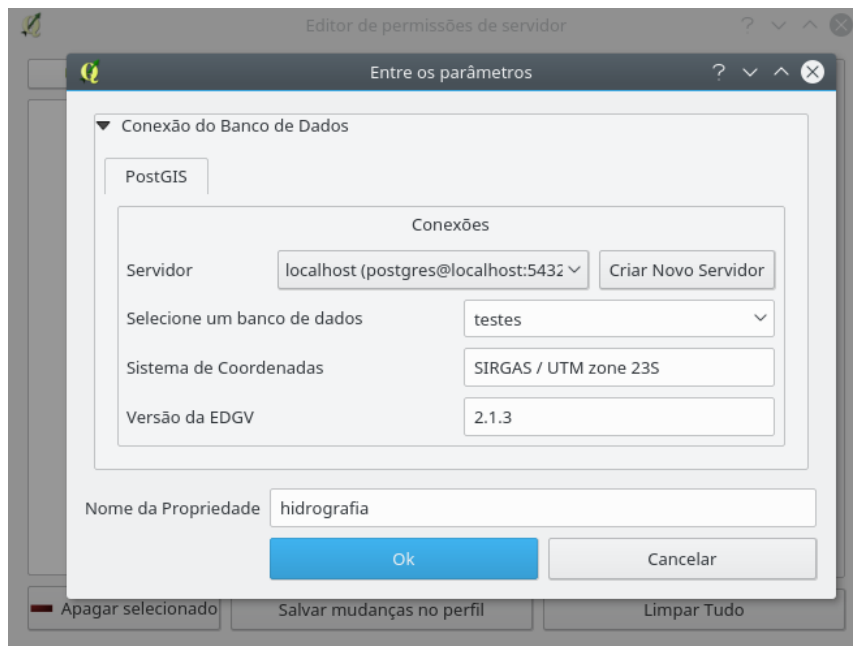 Editor de permissões de servidor
Entre os parâmetros
Conexão do Banco de Dados
PostGIS
Conexões
Servidor
localhost (postgres@localhost:5432
Criar Novo Servidor
Selecione um banco de dados
testes
Sistema de Coordenadas
SIRGAS / UTM zone 23S
Versão da EDGV
2.1.3
Nome da Propriedade
hidrografia
Ok
Cancelar
Apagar selecionado
Salvar mudanças no perfil
Limpar Tudo